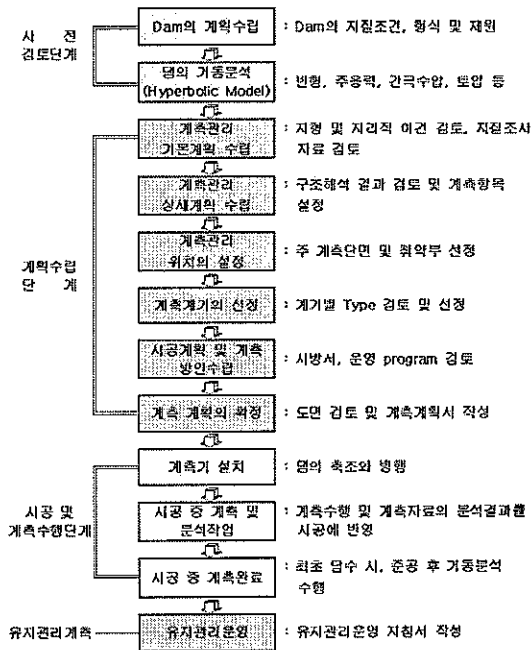 사 전
검토단계
Dam의 계획수립
: Dam의 지질조건, 형식 및 제원
댐의 거동분석
(Hyperbolic Model)
: 변형, 주응력, 간극수압, 토압 등
계획수립
단 계
계측관리
기본계획 수립
: 지형 및 지리적 여건 검토, 지질조사
자료 검토
계측관리
상세계획 수립
: 구조해석 결과 검토 및 계측항목
설정
계측관리
위치의 설정
: 주 계측단면 및 취약부 선정
계측계기의 선정
: 계기별 Type 검토 및 선정
시공계획 및 계측
방안수립
: 시방서, 운영 program 검토
계측 계획의 확정
: 도면 검토 및 계측계획서 작성
시공 및
계측수행단계
계측기 설치
: 댐의 축조와 병행
시공 중 계측 및
분석작업
: 계측수행 및 계측자료의 분석결과를
시공에 반영
시공 중 계측완료
: 최초 담수 시, 준공 후 거동분석
수행
유지관리계측
유지관리운영
: 유지관리운영 지침서 작성